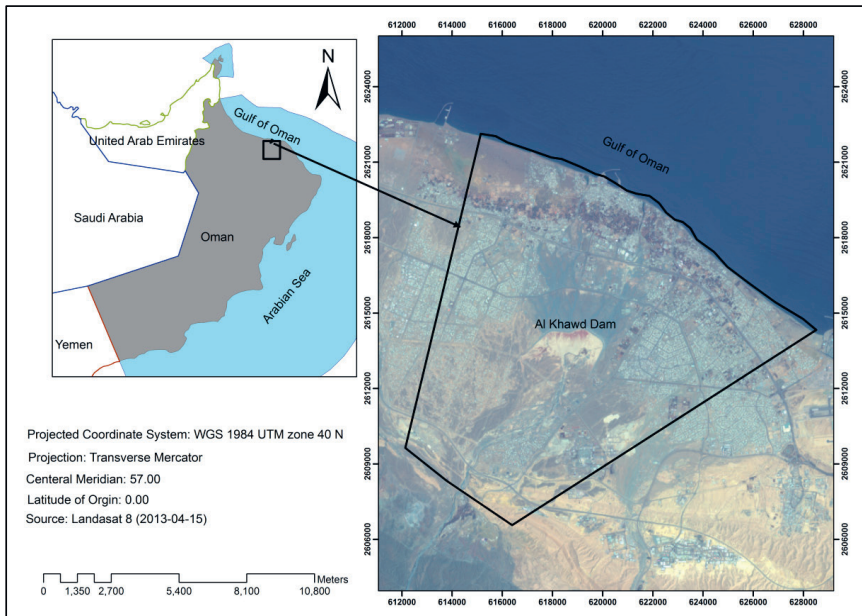 N
Gulf of Oman
United Arab Emirates
Saudi Arabia
Oman
Arabian Sea
Yemen
Projected Coordinate System: WGS 1984 UTM zone 40 N
Projection: Transverse Mercator
Centeral Meridian: 57.00
Latitude of Orgin: 0.00
Source: Landasat 8 (2013-04-15)
Meters
0 1,350 2,700 5,400 8,100 10,800
612000 614000 616000 618000 620000 622000 624000 626000 628000
2624000
2621000
2618000
2615000
2612000
2609000
2606000
Gulf of Oman
Al Khawd Dam
2624000
2621000
2618000
2615000
2612000
2609000
2606000
612000 614000 616000 618000 620000 622000 624000 626000 628000